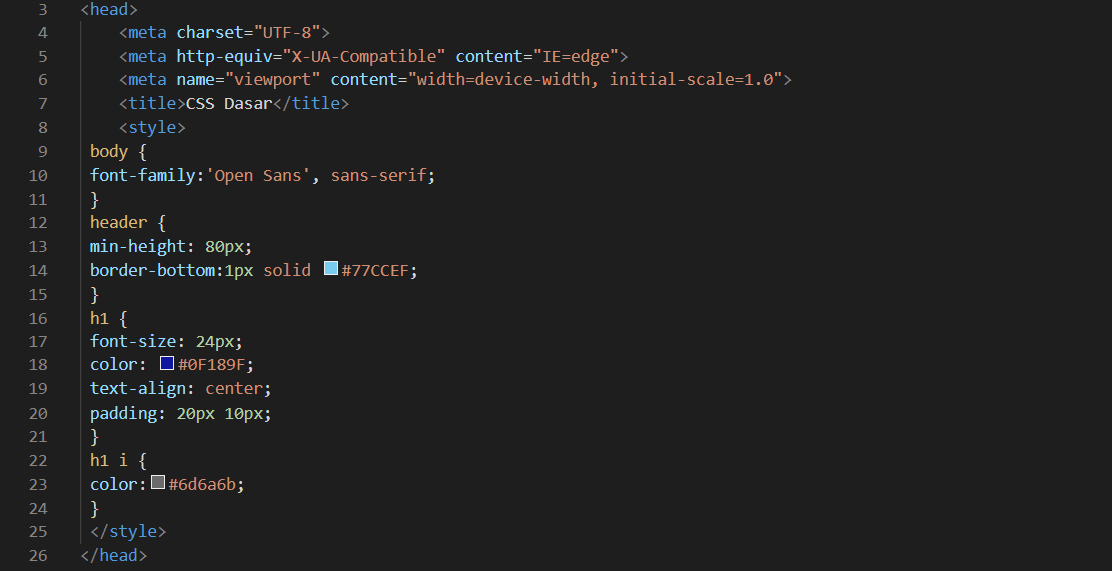 3 <head>
4 <meta charset="UTF-8">
5 <meta http-equiv="X-UA-Compatible" content="IE=edge">
6 <meta name="viewport" content="width=device-width, initial-scale=1.0">
7 <title>CSS Dasar</title>
8 <style>
9 body {
10 font-family:'Open Sans', sans-serif;
11 }
12 header {
13 min-height: 80px;
14 border-bottom:1px solid #77CCEF;
15 }
16 h1 {
17 font-size: 24px;
18 color: #0F189F;
19 text-align: center;
20 padding: 20px 10px;
21 }
22 h1 i {
23 color:#6d6a6b;
24 }
25 </style>
26 </head>